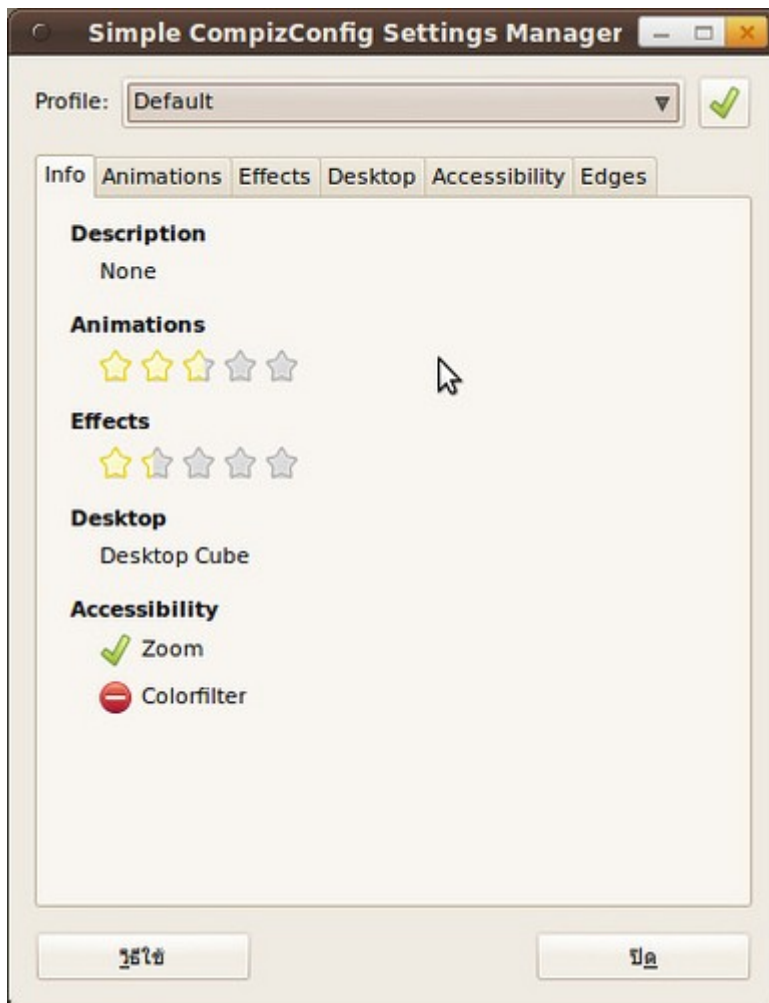 Simple CompizConfig Settings Manager
Profile: Default
Info Animations Effects Desktop Accessibility Edges
Description
None
Animations
Effects
Desktop
Desktop Cube
Accessibility
Zoom
Colorfilter
วิธีใช้ ปิด